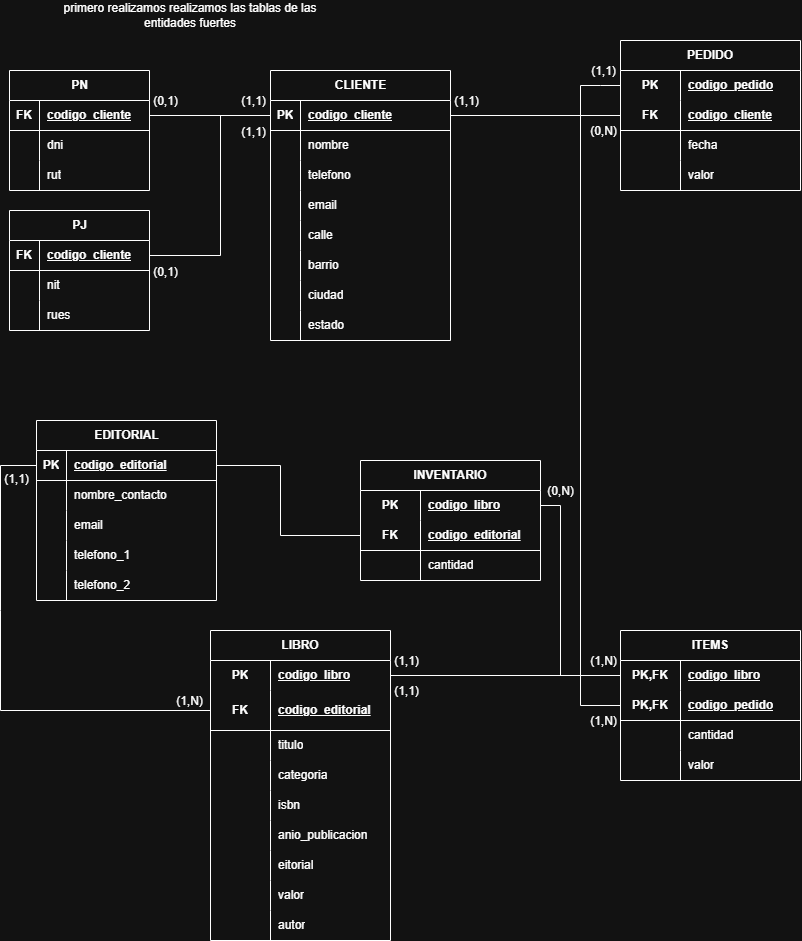 primero realizamos realizamos las tablas de las
entidades fuertes
PN
FK codigo_cliente
dni
rut
(0,1)
PJ
FK codigo_cliente
nit
rues
(0,1)
(1,1)
(1,1)
CLIENTE
PK codigo_cliente
nombre
telefono
email
calle
barrio
ciudad
estado
(1,1)
(1,1)
(0,N)
PEDIDO
PK codigo_pedido
FK codigo_cliente
fecha
valor
EDITORIAL
PK codigo_editorial
nombre_contacto
email
telefono_1
telefono_2
(1,1)
INVENTARIO
PK codigo_libro
FK codigo_editorial
cantidad
(0,N)
(1,N)
LIBRO
PK codigo_libro
FK codigo_editorial
titulo
categoria
isbn
anio_publicacion
eitorial
valor
autor
(1,1)
(1,1)
(1,N)
(1,N)
ITEMS
PK,FK codigo_libro
PK,FK codigo_pedido
cantidad
valor